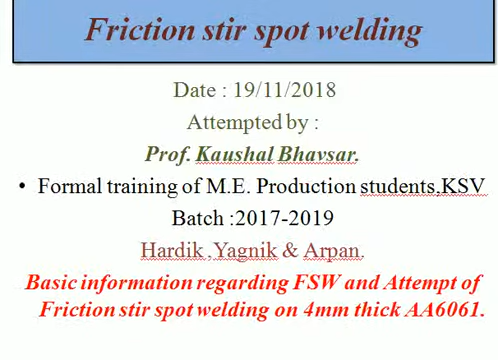 Friction stir spot welding
Date : 19/11/2018
Attempted by :
Prof. Kaushal Bhavsar.
• Formal training of M.E. Production students,KSV
Batch :2017-2019
Hardik ,Yagnik & Arpan.
Basic information regarding FSW and Attempt of
Friction stir spot welding on 4mm thick AA6061.